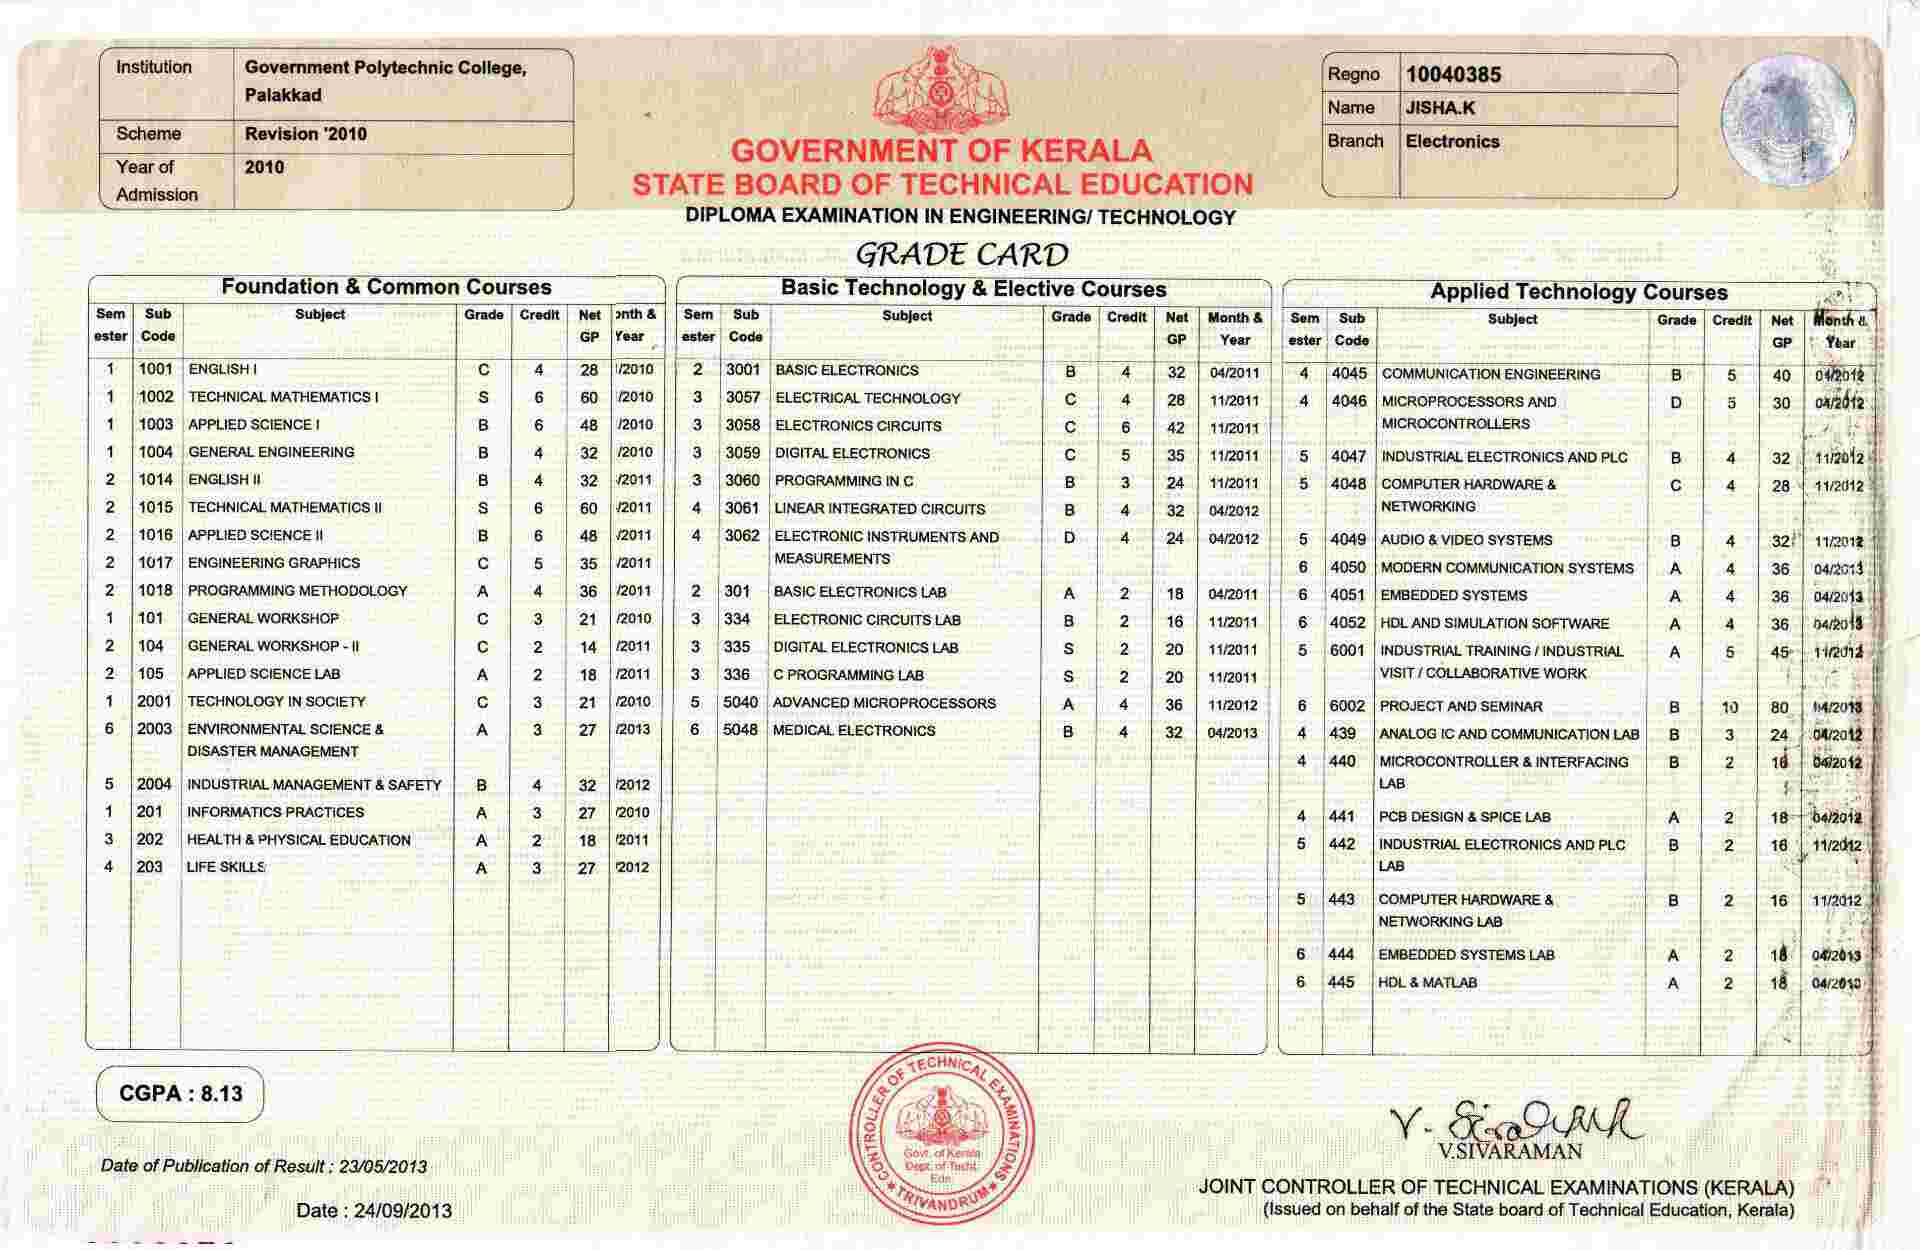 Institution Government Polytechnic College,
Palakkad
Scheme Revision '2010
Year of 2010
Admission
Regno 10040385
Name JISHA.K
Branch Electronics
GOVERNMENT OF KERALA
STATE BOARD OF TECHNICAL EDUCATION
DIPLOMA EXAMINATION IN ENGINEERING/ TECHNOLOGY
GRADE CARD
Foundation & Common Courses
Sem Sub Subject Grade Credit Net onth &
ester Code GP Year
1 1001 ENGLISH I C 4 28 /2010
1 1002 TECHNICAL MATHEMATICS I S 6 60 /2010
1 1003 APPLIED SCIENCE I B 6 48 /2010
1 1004 GENERAL ENGINEERING B 4 32 /2010
2 1014 ENGLISH II B 4 32 /2011
2 1015 TECHNICAL MATHEMATICS II S 6 60 /2011
2 1016 APPLIED SCIENCE II B 6 48 /2011
2 1017 ENGINEERING GRAPHICS C 5 35 /2011
2 1018 PROGRAMMING METHODOLOGY A 4 36 /2011
1 101 GENERAL WORKSHOP C 3 21 /2010
2 104 GENERAL WORKSHOP - II C 2 14 /2011
2 105 APPLIED SCIENCE LAB A 2 18 /2011
1 2001 TECHNOLOGY IN SOCIETY C 3 21 /2010
6 2003 ENVIRONMENTAL SCIENCE & A 3 27 /2013
DISASTER MANAGEMENT
5 2004 INDUSTRIAL MANAGEMENT & SAFETY B 4 32 /2012
1 201 INFORMATICS PRACTICES A 3 27 /2010
3 202 HEALTH & PHYSICAL EDUCATION A 2 18 /2011
4 203 LIFE SKILLS A 3 27 /2012
Basic Technology & Elective Courses
Sem Sub Subject Grade Credit Net Month &
ester Code GP Year
2 3001 BASIC ELECTRONICS B 4 32 04/2011
3 3057 ELECTRICAL TECHNOLOGY C 4 28 11/2011
3 3058 ELECTRONICS CIRCUITS C 6 42 11/2011
3 3059 DIGITAL ELECTRONICS C 5 35 11/2011
3 3060 PROGRAMMING IN C B 3 24 11/2011
4 3061 LINEAR INTEGRATED CIRCUITS B 4 32 04/2012
4 3062 ELECTRONIC INSTRUMENTS AND D 4 24 04/2012
MEASUREMENTS
2 301 BASIC ELECTRONICS LAB A 2 18 04/2011
3 334 ELECTRONIC CIRCUITS LAB B 2 16 11/2011
3 335 DIGITAL ELECTRONICS LAB S 2 20 11/2011
3 336 C PROGRAMMING LAB S 2 20 11/2011
5 5040 ADVANCED MICROPROCESSORS A 4 36 11/2012
6 5048 MEDICAL ELECTRONICS B 4 32 04/2013
Applied Technology Courses
Sem Sub Subject Grade Credit Net Month &
ester Code GP Year
4 4045 COMMUNICATION ENGINEERING B 5 40 04/2012
4 4046 MICROPROCESSORS AND D 5 30 04/2012
MICROCONTROLLERS
5 4047 INDUSTRIAL ELECTRONICS AND PLC B 4 32 11/2012
5 4048 COMPUTER HARDWARE & C 4 28 11/2012
NETWORKING
5 4049 AUDIO & VIDEO SYSTEMS B 4 32 11/2012
6 4050 MODERN COMMUNICATION SYSTEMS A 4 36 04/2013
6 4051 EMBEDDED SYSTEMS A 4 36 04/2013
6 4052 HDL AND SIMULATION SOFTWARE A 4 36 04/2013
5 6001 INDUSTRIAL TRAINING / INDUSTRIAL A 5 45 11/2012
VISIT / COLLABORATIVE WORK
6 6002 PROJECT AND SEMINAR B 10 80 04/2013
4 439 ANALOG IC AND COMMUNICATION LAB B 3 24 04/2012
4 440 MICROCONTROLLER & INTERFACING B 2 16 04/2012
LAB
4 441 PCB DESIGN & SPICE LAB A 2 18 04/2012
5 442 INDUSTRIAL ELECTRONICS AND PLC B 2 16 11/2012
LAB
5 443 COMPUTER HARDWARE & B 2 16 11/2012
NETWORKING LAB
6 444 EMBEDDED SYSTEMS LAB A 2 18 04/2013
6 445 HDL & MATLAB A 2 18 04/2013
CGPA : 8.13
Date of Publication of Result : 23/05/2013
Date : 24/09/2013
CONTROLLER OF TECHNICAL EXAMINATIONS
Govt. of Kerala
Dept. of Techl.
Edn
TRIVANDRUM
V.SIVARAMAN
JOINT CONTROLLER OF TECHNICAL EXAMINATIONS (KERALA)
(Issued on behalf of the State board of Technical Education, Kerala)